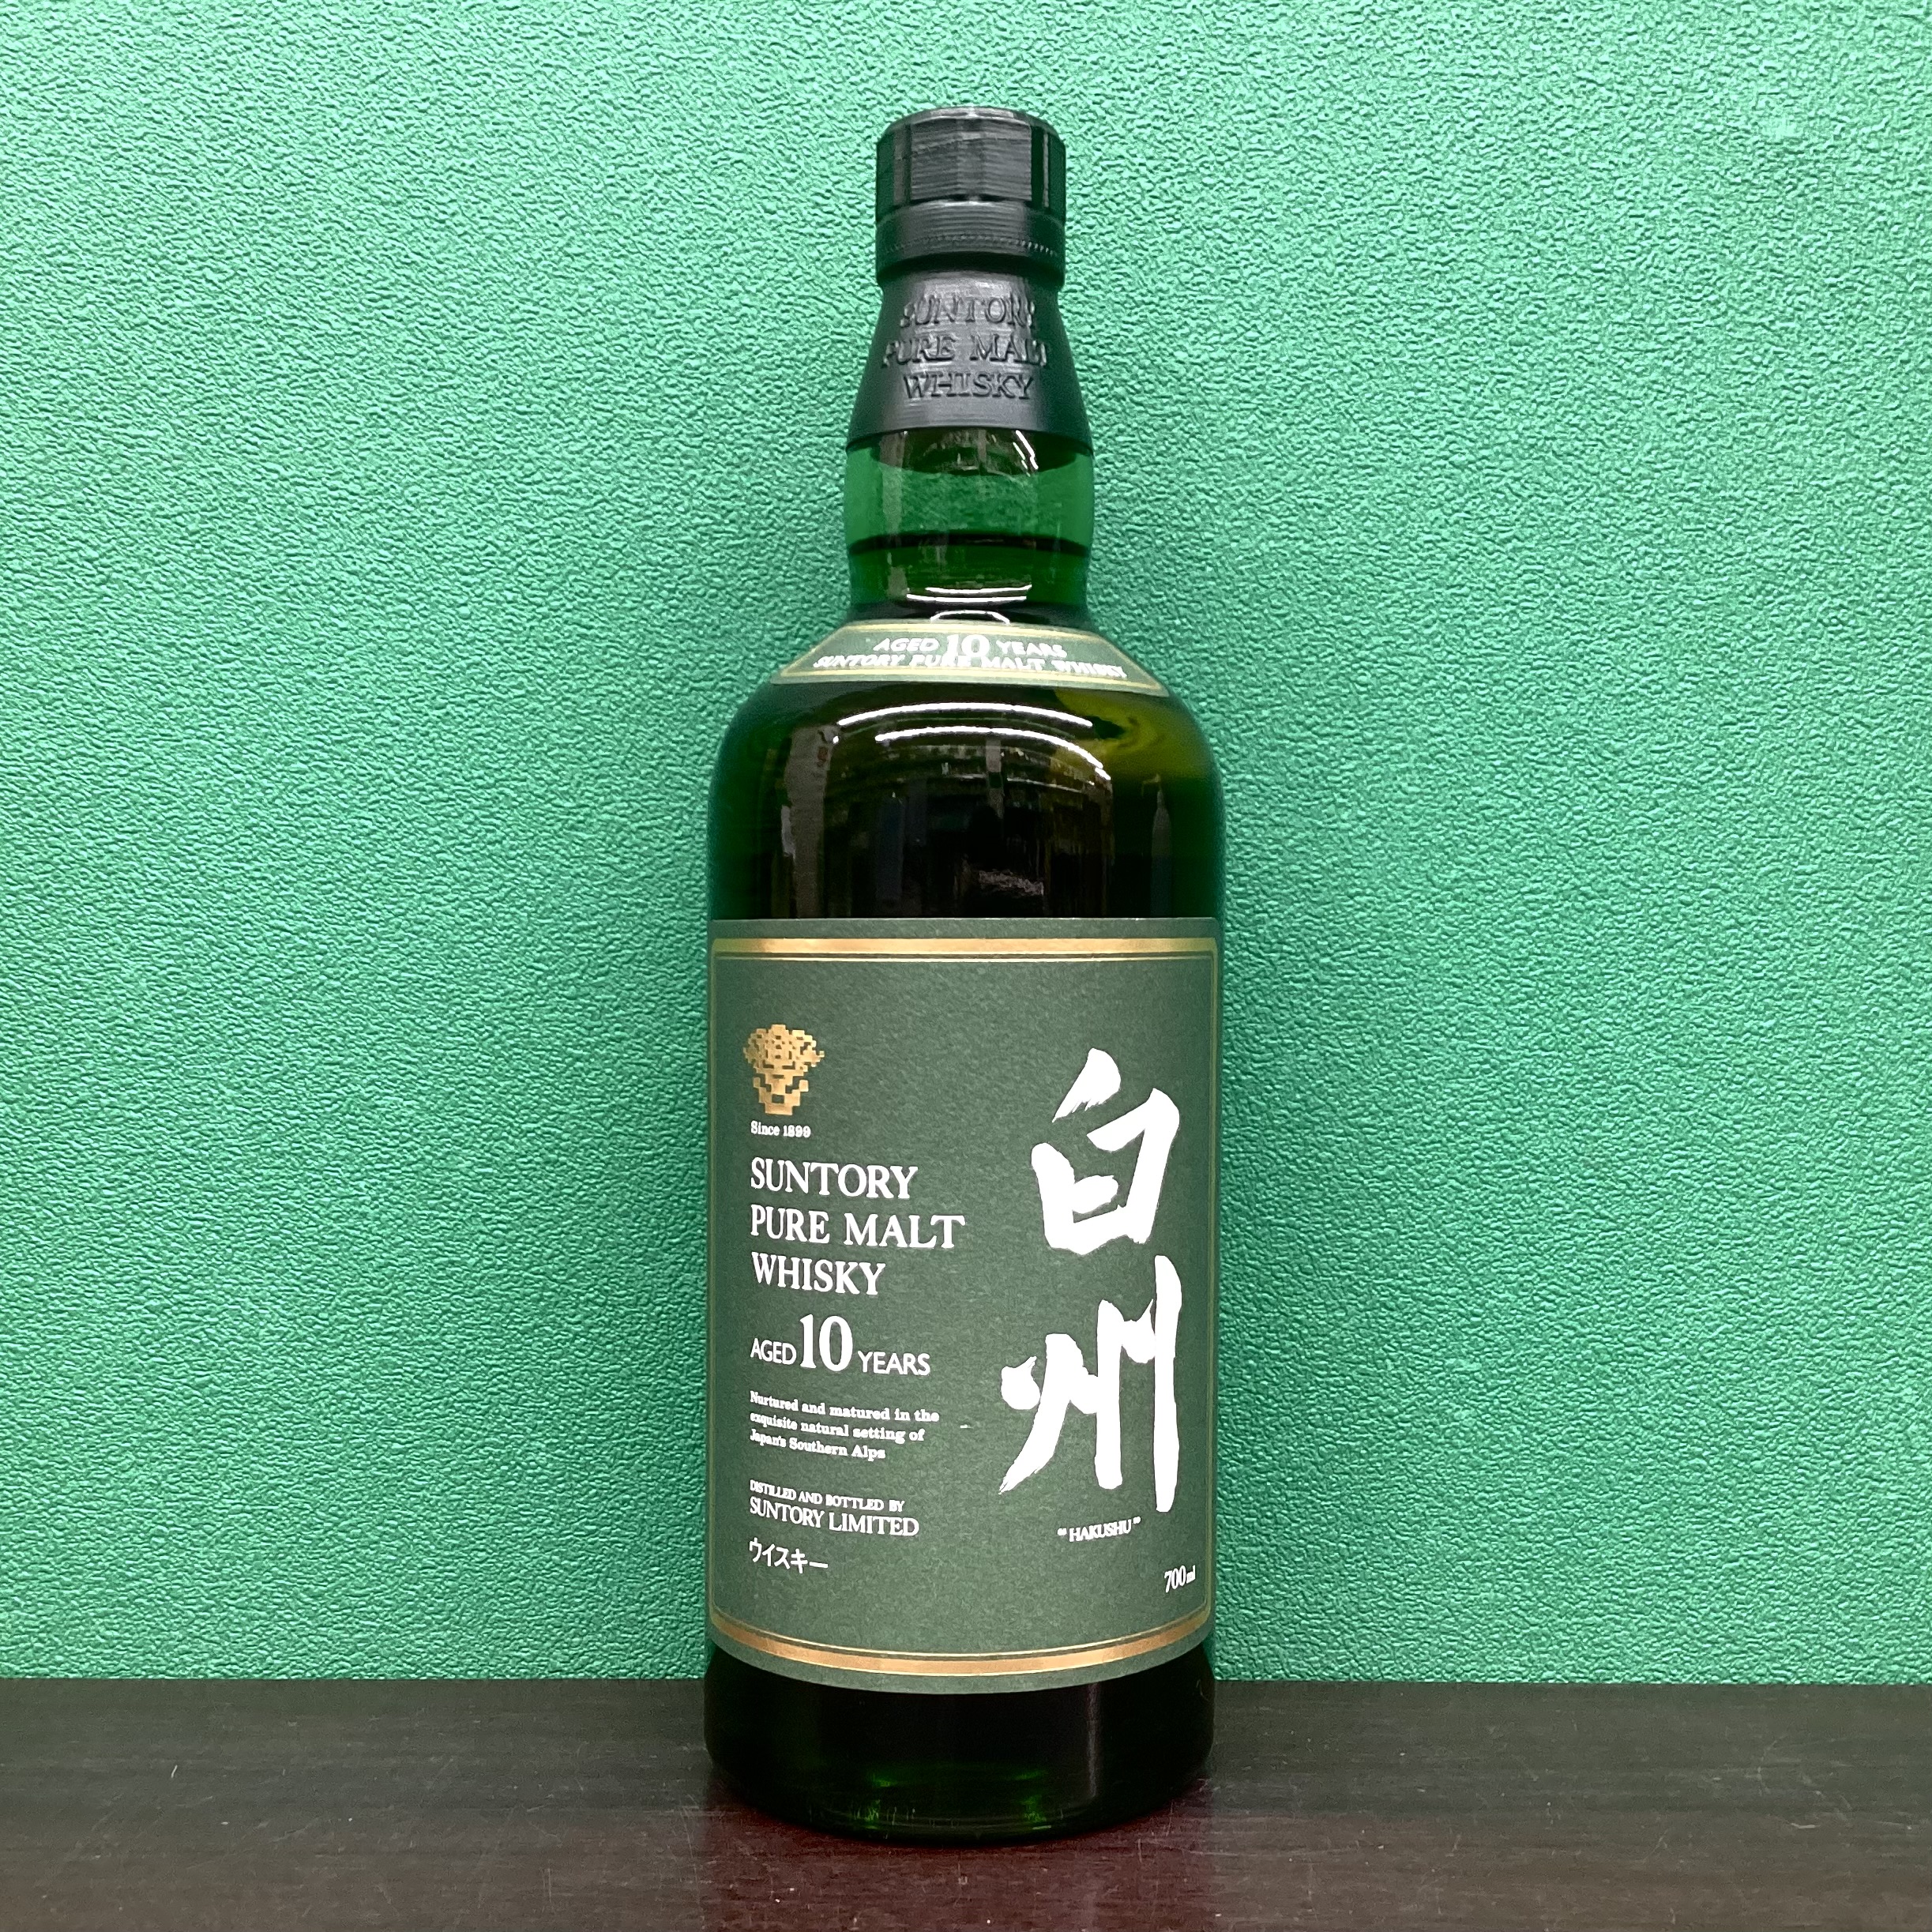 SUNTORY
PURE MALT
WHISKY
AGED 10 YEARS
SUNTORY PURE MALT WHISKY
Since 1899
SUNTORY
PURE MALT
WHISKY
AGED 10 YEARS
Nurtured and matured in the
exquisite natural setting of
Japan's Southern Alps
DISTILLED AND BOTTLED BY
SUNTORY LIMITED
ウイスキー
白州
"HAKUSHU"
700ml